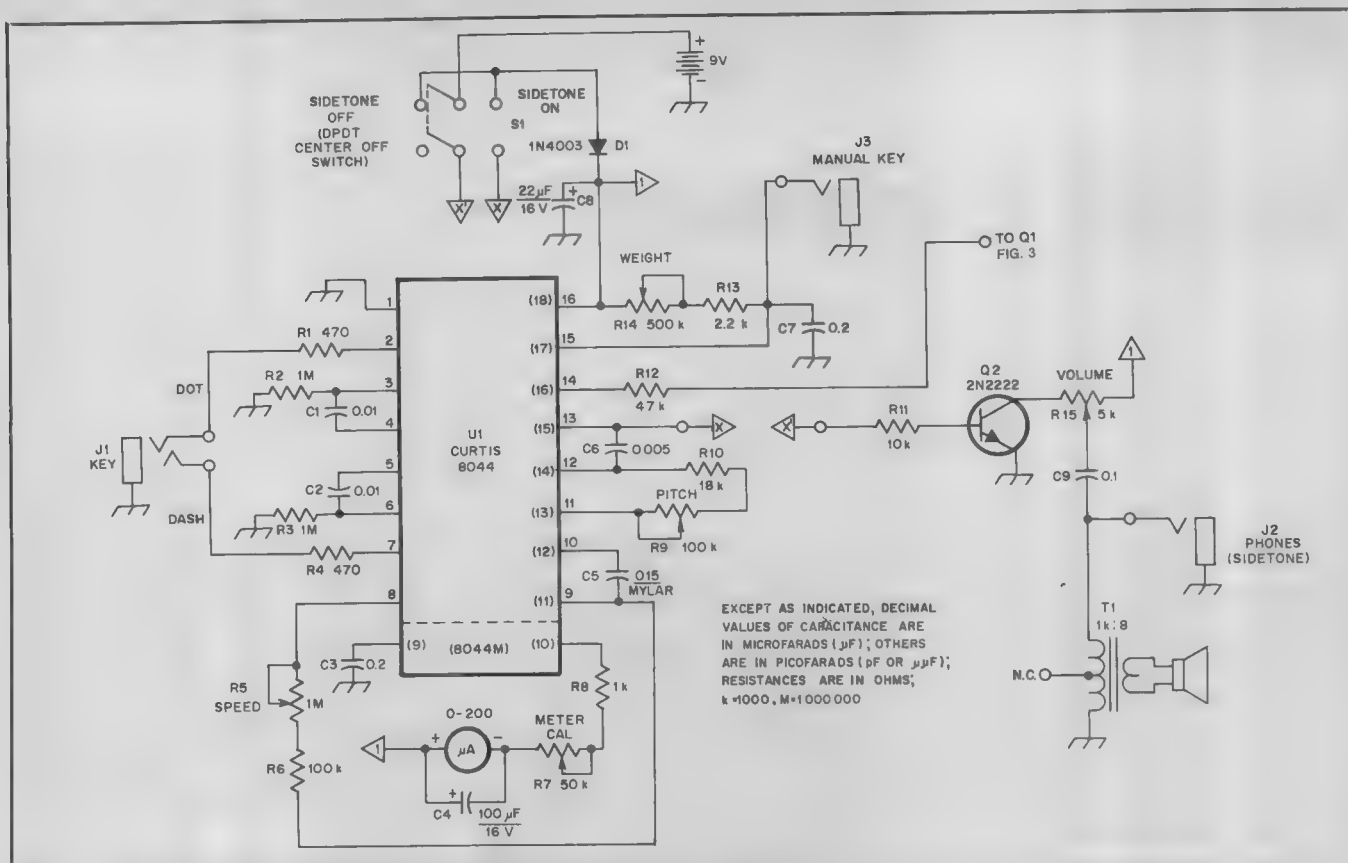 +
9V
-
SIDETONE
OFF
(DPDT
CENTER OFF
SWITCH)
SIDETONE
ON
S1
1N4003
D1
J3
MANUAL KEY
X'
X
22µF
16 V
+
C8
1
TO Q1
FIG. 3
WEIGHT
R14 500 k
R13
2.2 k
C7
0.2
1
2
3
4
5
6
7
8
(9)
U1
CURTIS
8044
(8044M)
(18) 16
(17) 15
(16) 14
(15) 13
(14) 12
(13) 11
(12) 10
(11) 9
(10)
R1 470
R2 1M
C1
0.01
DOT
J1
KEY
C2
0.01
R3 1M
DASH
R4 470
R12
47 k
C6
0.005
X
X'
R10
18k
PITCH
R9
100 k
C5
015
MYLAR
R11
10k
Q2
2N2222
VOLUME
R15 5 k
1
C9
0.1
J2
PHONES
(SIDETONE)
T1
1k:8
N.C.
C3
0.2
R5
SPEED
1M
R6
100 k
R8
1 k
0-200
1
+
µA
-
METER
CAL
R7 50 k
+
C4
100 µF
16 V
EXCEPT AS INDICATED, DECIMAL
VALUES OF CAPACITANCE ARE
IN MICROFARADS (µF); OTHERS
ARE IN PICOFARADS (pF OR µµF);
RESISTANCES ARE IN OHMS;
k=1000, M=1000000